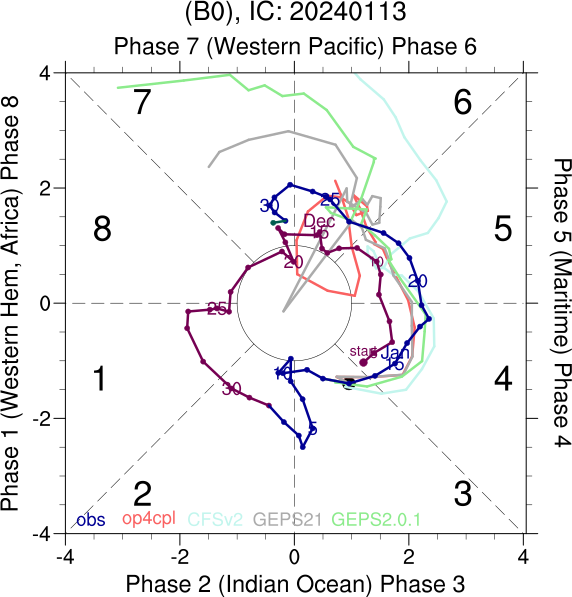 (B0), IC: 20240113
Phase 7 (Western Pacific) Phase 6
4
2
0
-2
-4
-4 -2 0 2 4
Phase 1 (Western Hem, Africa) Phase 8
Phase 5 (Maritime) Phase 4
Phase 2 (Indian Ocean) Phase 3
7
6
8
5
1
4
2
3
30
25
Dec
15
20
25
30
start
Jan
15
20
10
5
obs op4cpl CFSv2 GEPS21 GEPS2.0.1